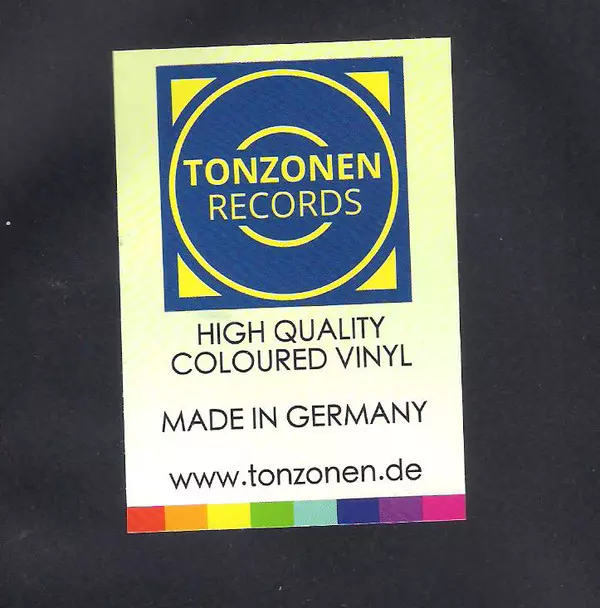 TONZONEN
RECORDS
HIGH QUALITY
COLOURED VINYL
MADE IN GERMANY
www.tonzonen.de